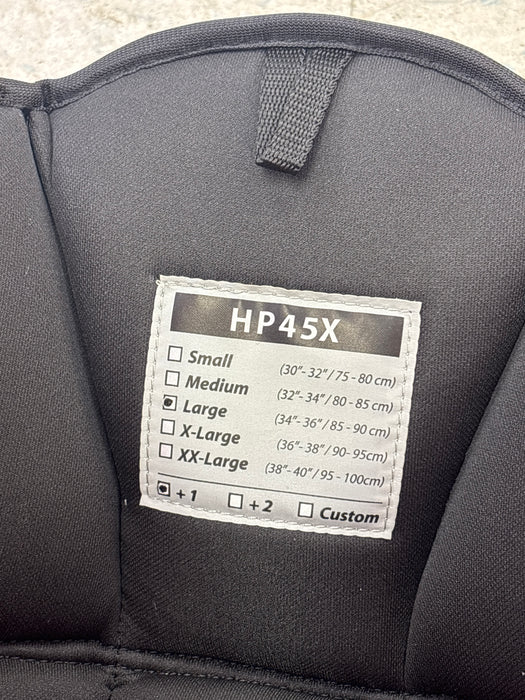 HP45X
Small (30"- 32"/75 - 80 cm)
Medium (32"- 34"/80 - 85 cm)
Large (34"- 36"/85 - 90 cm)
X-Large (36"- 38"/90- 95cm)
XX-Large (38"- 40"/95 - 100cm)
+1 +2 Custom